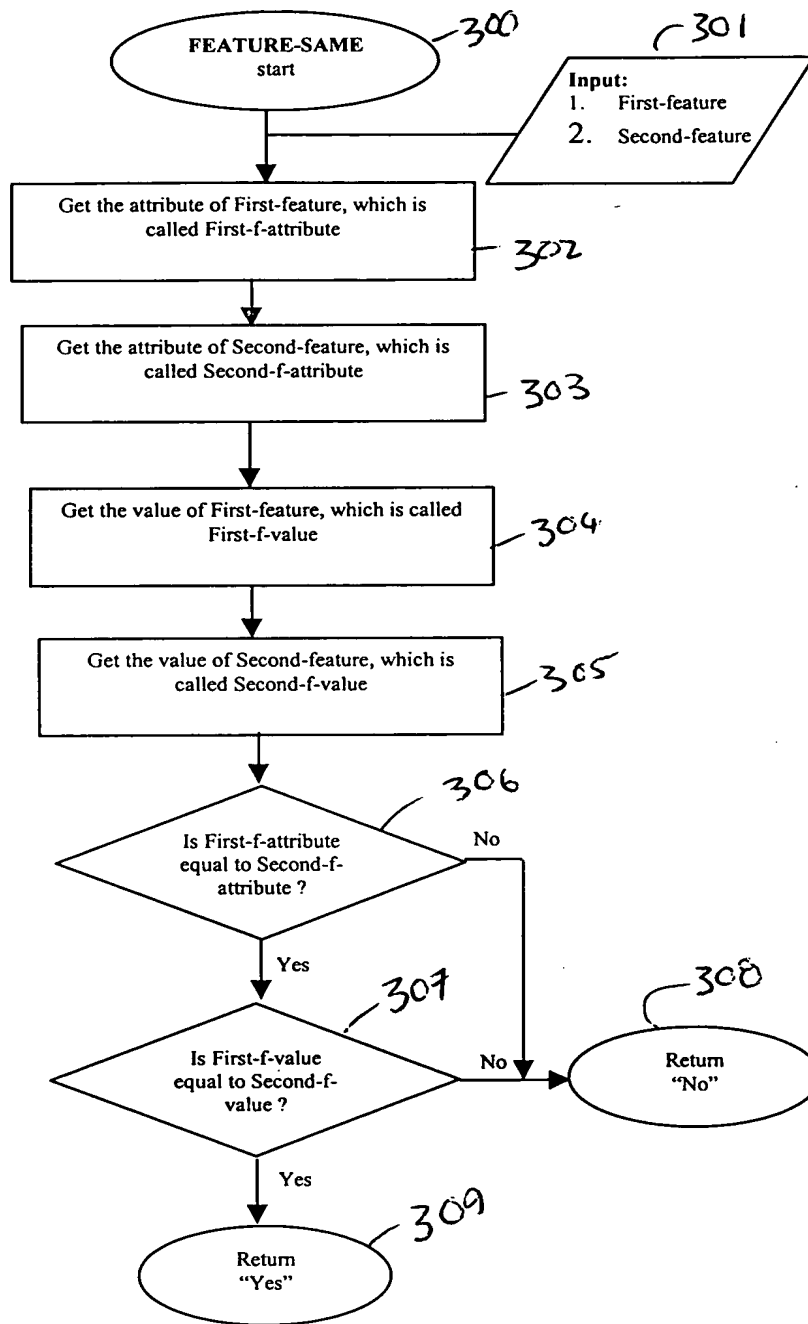 FEATURE-SAME
start
300
301
Input:
1. First-feature
2. Second-feature
Get the attribute of First-feature, which is
called First-f-attribute
302
Get the attribute of Second-feature, which is
called Second-f-attribute
303
Get the value of First-feature, which is called
First-f-value
304
Get the value of Second-feature, which is
called Second-f-value
305
306
Is First-f-attribute
equal to Second-f-
attribute ?
No
Yes
307
308
Is First-f-value
equal to Second-f-
value ?
No
Return
“No”
Yes
309
Return
“Yes”